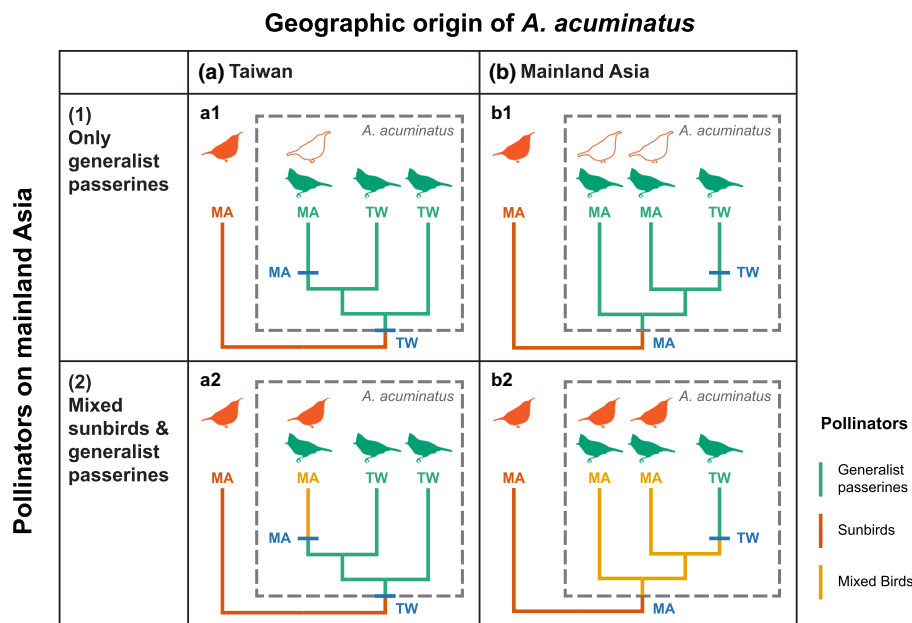 Geographic origin of A. acuminatus
(a) Taiwan
(b) Mainland Asia
Pollinators on mainland Asia
(1)
Only
generalist
passerines
a1
A. acuminatus
MA MA TW TW
MA
TW
b1
A. acuminatus
MA MA MA TW
TW
MA
(2)
Mixed
sunbirds &
generalist
passerines
a2
A. acuminatus
MA MA TW TW
MA
TW
b2
A. acuminatus
MA MA MA TW
TW
MA
Pollinators
Generalist
passerines
Sunbirds
Mixed Birds